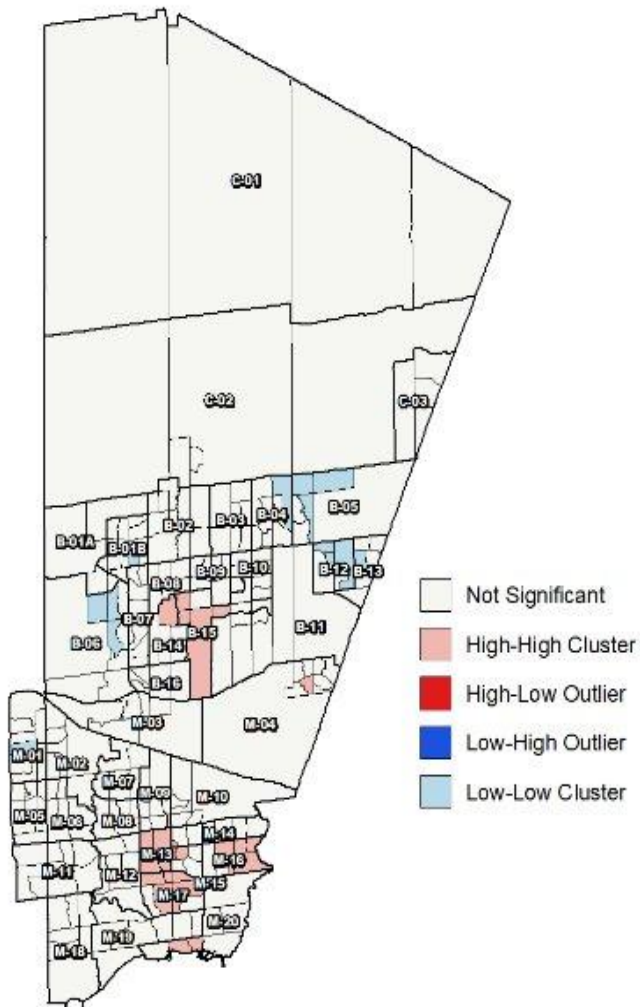 C-01
C-02
C-03
B-04
B-05
B-03
B-02
B-01A
B-01B
B-09
B-10
B-12
B-13
B-08
B-07
B-15
B-11
B-14
B-06
B-16
M-03
M-04
M-01
M-02
M-07
M-09
M-10
M-05
M-06
M-08
M-14
M-13
M-16
M-11
M-12
M-15
M-17
M-20
M-19
M-18
Not Significant
High-High Cluster
High-Low Outlier
Low-High Outlier
Low-Low Cluster